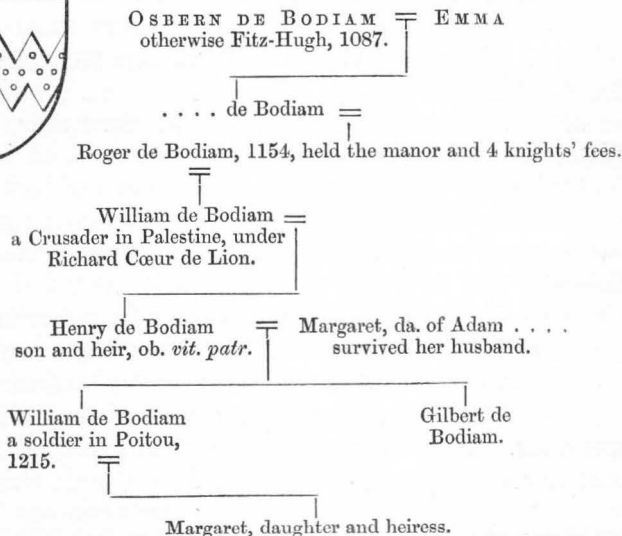 OSBERN DE BODIAM = EMMA
otherwise Fitz-Hugh, 1087.
. . . . de Bodiam =
Roger de Bodiam, 1154, held the manor and 4 knights' fees.
William de Bodiam =
a Crusader in Palestine, under
Richard Cœur de Lion.
Henry de Bodiam = Margaret, da. of Adam . . . .
son and heir, ob. vit. patr. survived her husband.
William de Bodiam Gilbert de
a soldier in Poitou, Bodiam.
1215.
Margaret, daughter and heiress.